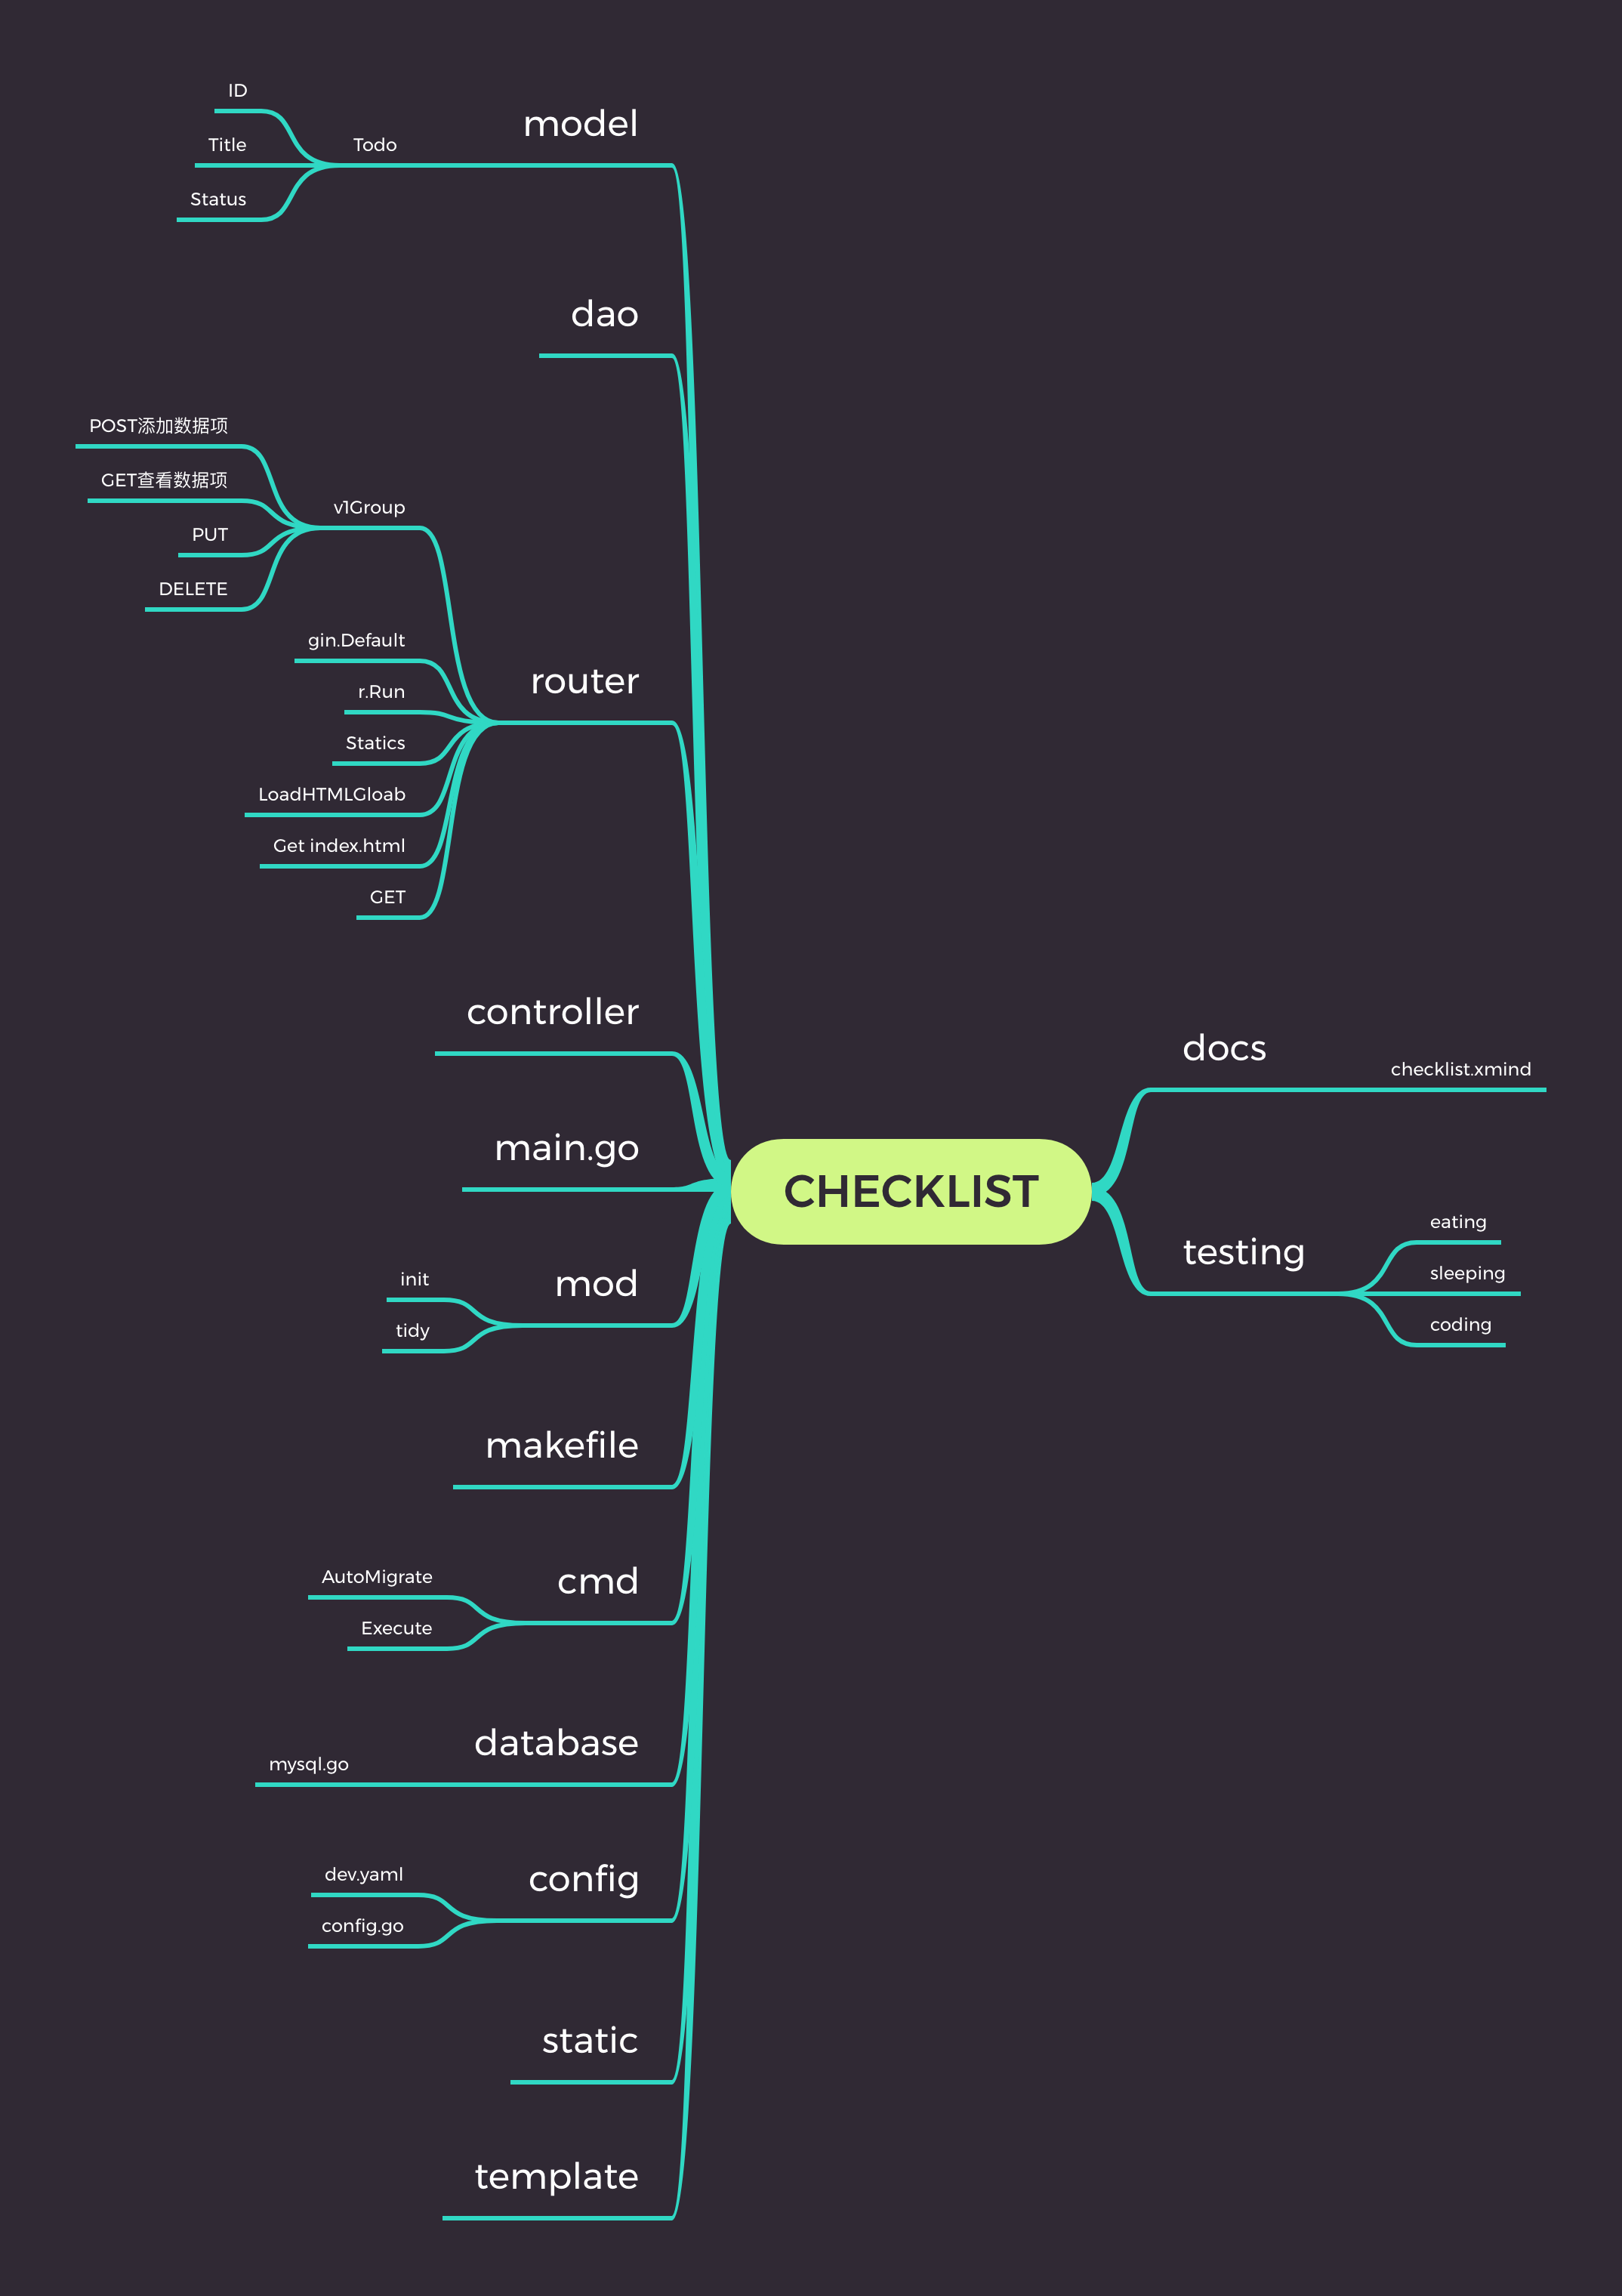 CHECKLIST
model
Todo
ID
Title
Status
dao
router
v1Group
POST添加数据项
GET查看数据项
PUT
DELETE
gin.Default
r.Run
Statics
LoadHTMLGloab
Get index.html
GET
controller
main.go
mod
init
tidy
makefile
cmd
AutoMigrate
Execute
database
mysql.go
config
dev.yaml
config.go
static
template
docs
checklist.xmind
testing
eating
sleeping
coding